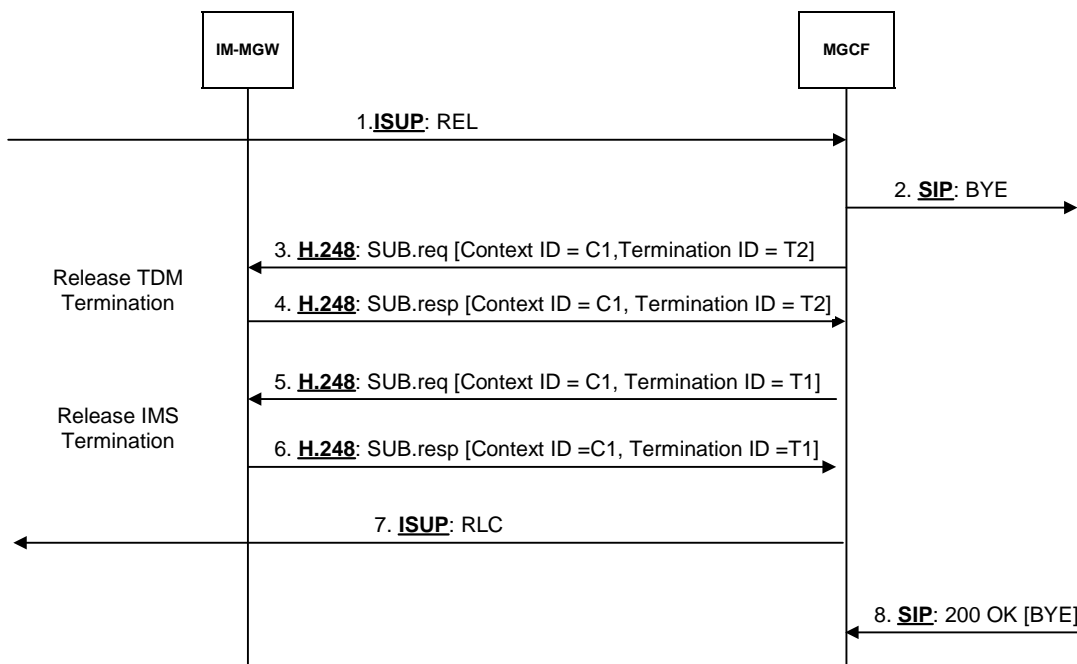 IM-MGW
MGCF
1.ISUP: REL
2. SIP: BYE
3. H.248: SUB.req [Context ID = C1,Termination ID = T2]
Release TDM
Termination
4. H.248: SUB.resp [Context ID = C1, Termination ID = T2]
5. H.248: SUB.req [Context ID = C1, Termination ID = T1]
Release IMS
Termination
6. H.248: SUB.resp [Context ID =C1, Termination ID =T1]
7. ISUP: RLC
8. SIP: 200 OK [BYE]